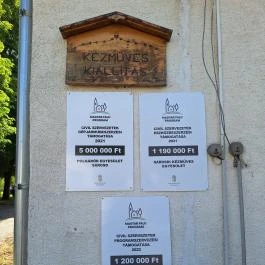 KÉZMŰVES
KIÁLLÍTÁS
MAGYAR FALU
PROGRAM
CIVIL SZERVEZETEK
TÁMOGATÁSA
2021
5 000 000 Ft
POLGÁRŐR EGYESÜLET
SÁROSD
MAGYAR FALU
PROGRAM
CIVIL SZERVEZETEK
TÁMOGATÁSA
2021
1 190 000 Ft
SÁROSDI KÉZMŰVES
EGYESÜLET
MAGYAR FALU
PROGRAM
CIVIL SZERVEZETEK
PROGRAMSZERVEZÉSI
TÁMOGATÁSA
2022
1 200 000 Ft